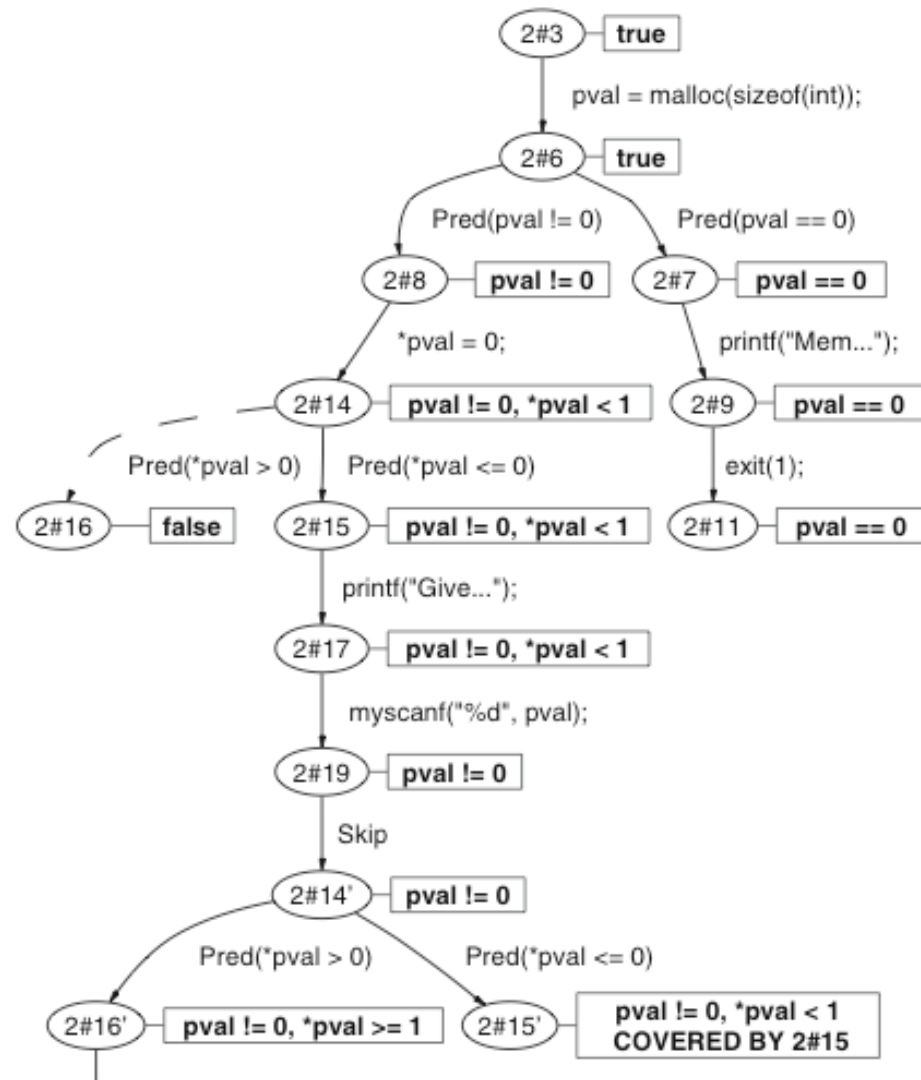 2#3
true
pval = malloc(sizeof(int));
2#6
true
Pred(pval != 0)
Pred(pval == 0)
2#8
pval != 0
2#7
pval == 0
*pval = 0;
printf("Mem...");
2#14
pval != 0, *pval < 1
2#9
pval == 0
Pred(*pval > 0)
Pred(*pval <= 0)
exit(1);
2#16
false
2#15
pval != 0, *pval < 1
2#11
pval == 0
printf("Give...");
2#17
pval != 0, *pval < 1
myscanf("%d", pval);
2#19
pval != 0
Skip
2#14'
pval != 0
Pred(*pval > 0)
Pred(*pval <= 0)
2#16'
pval != 0, *pval >= 1
2#15'
pval != 0, *pval < 1
COVERED BY 2#15